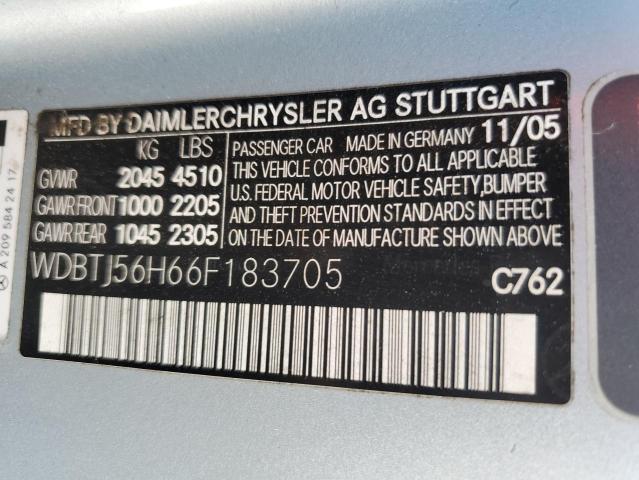 MFD BY DAIMLERCHRYSLER AG STUTTGART
KG LBS
GVWR 2045 4510
GAWR FRONT 1000 2205
GAWR REAR 1045 2305
PASSENGER CAR MADE IN GERMANY 11/05
THIS VEHICLE CONFORMS TO ALL APPLICABLE
U.S. FEDERAL MOTOR VEHICLE SAFETY, BUMPER
AND THEFT PREVENTION STANDARDS IN EFFECT
ON THE DATE OF MANUFACTURE SHOWN ABOVE.
WDBTJ56H66F183705
C762
A 209 584 24 17